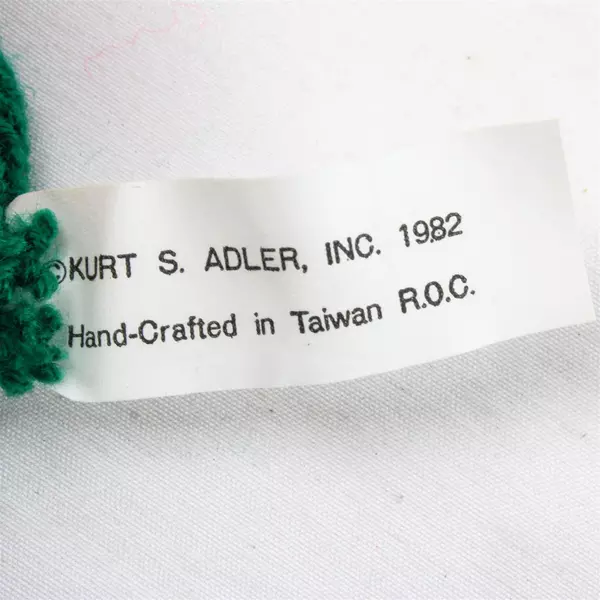 ©KURT S. ADLER, INC. 1982
Hand-Crafted in Taiwan R.O.C.